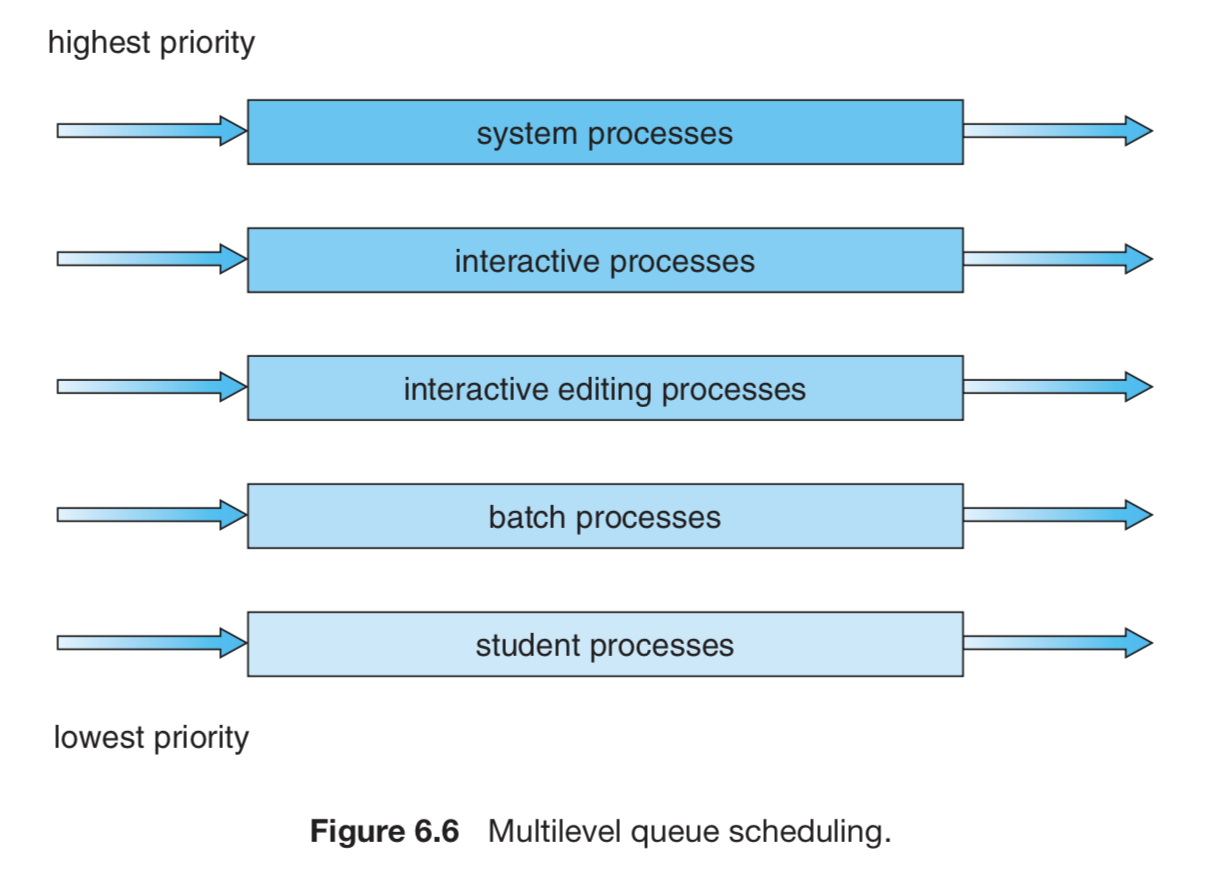 highest priority
system processes
interactive processes
interactive editing processes
batch processes
student processes
lowest priority
Figure 6.6 Multilevel queue scheduling.